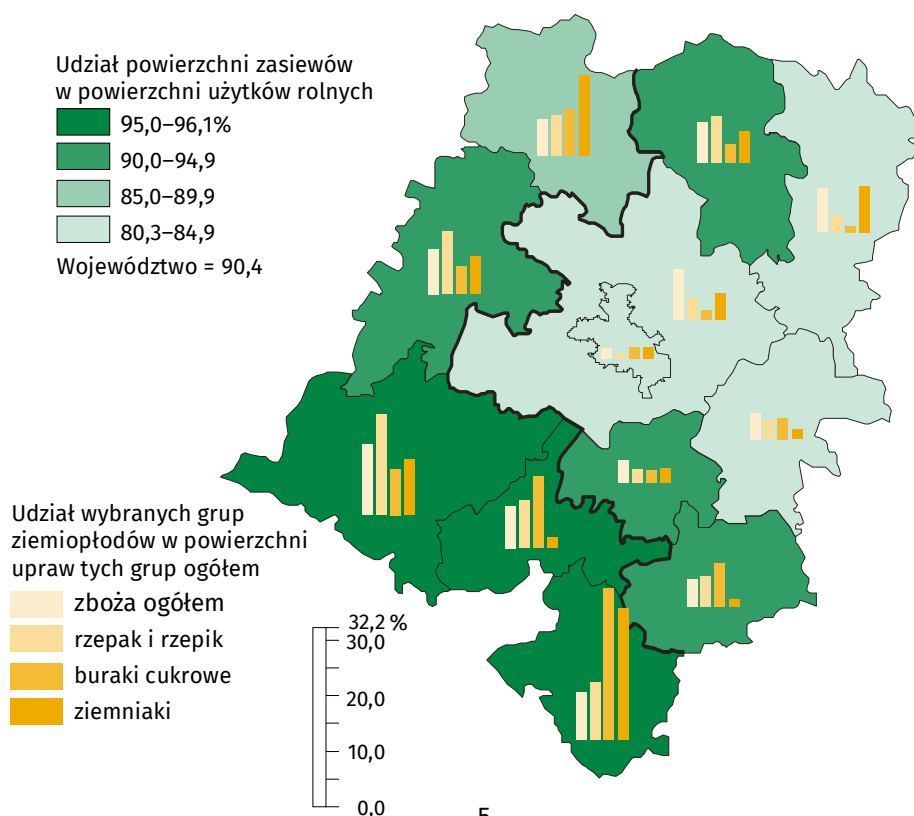 Udział powierzchni zasiewów
w powierzchni użytków rolnych
95,0–96,1%
90,0–94,9
85,0–89,9
80,3–84,9
Województwo = 90,4
Udział wybranych grup
ziemiopłodów w powierzchni
upraw tych grup ogółem
zboża ogółem
rzepak i rzepik
buraki cukrowe
ziemniaki
32,2 %
30,0
20,0
10,0
0,0
5